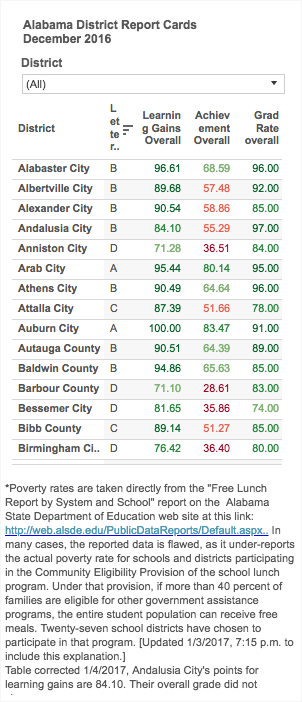 Alabama District Report Cards
December 2016
District
(All)
District Let te r.. Learnin g Gains Overall Achiev ement Overall Grad Rate overall
Alabaster City B 96.61 68.59 96.00
Albertville City B 89.68 57.48 92.00
Alexander City B 90.54 58.86 85.00
Andalusia City B 84.10 55.29 97.00
Anniston City D 71.28 36.51 84.00
Arab City A 95.44 80.14 95.00
Athens City B 90.49 64.64 96.00
Attalla City C 87.39 51.66 78.00
Auburn City A 100.00 83.47 91.00
Autauga County B 90.51 64.39 89.00
Baldwin County B 94.86 65.63 85.00
Barbour County D 71.10 28.61 83.00
Bessemer City D 81.65 35.86 74.00
Bibb County C 89.14 51.27 85.00
Birmingham Ci.. D 76.42 36.40 80.00
*Poverty rates are taken directly from the "Free Lunch
Report by System and School" report on the Alabama
State Department of Education web site at this link:
http://web.alsde.edu/PublicDataReports/Default.aspx.. In
many cases, the reported data is flawed, as it under-reports
the actual poverty rate for schools and districts participating
in the Community Eligibility Provision of the school lunch
program. Under that provision, if more than 40 percent of
families are eligible for other government assistance
programs, the entire student population can receive free
meals. Twenty-seven school districts have chosen to
participate in that program. [Updated 1/3/2017, 7:15 p.m. to
include this explanation.]
Table corrected 1/4/2017, Andalusia City's points for
learning gains are 84.10. Their overall grade did not